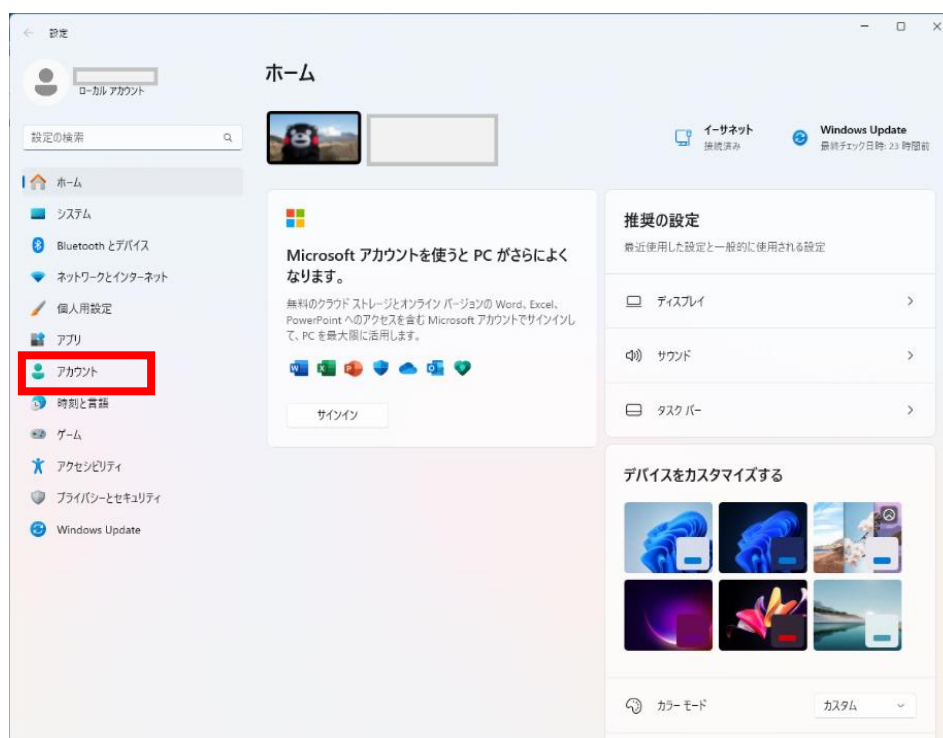 設定
ローカル アカウント
設定の検索
ホーム
システム
Bluetooth とデバイス
ネットワークとインターネット
個人用設定
アプリ
アカウント
時刻と言語
ゲーム
アクセシビリティ
プライバシーとセキュリティ
Windows Update
ホーム
イーサネット
接続済み
Windows Update
最終チェック日時: 23 時間前
Microsoft アカウントを使うと PC がさらによく
なります。
無料のクラウド ストレージとオンライン バージョンの Word、Excel、
PowerPoint へのアクセスを含む Microsoft アカウントでサインインし
て、PC を最大限に活用します。
サインイン
推奨の設定
最近使用した設定と一般的に使用される設定
ディスプレイ
サウンド
タスク バー
デバイスをカスタマイズする
カラー モード
カスタム